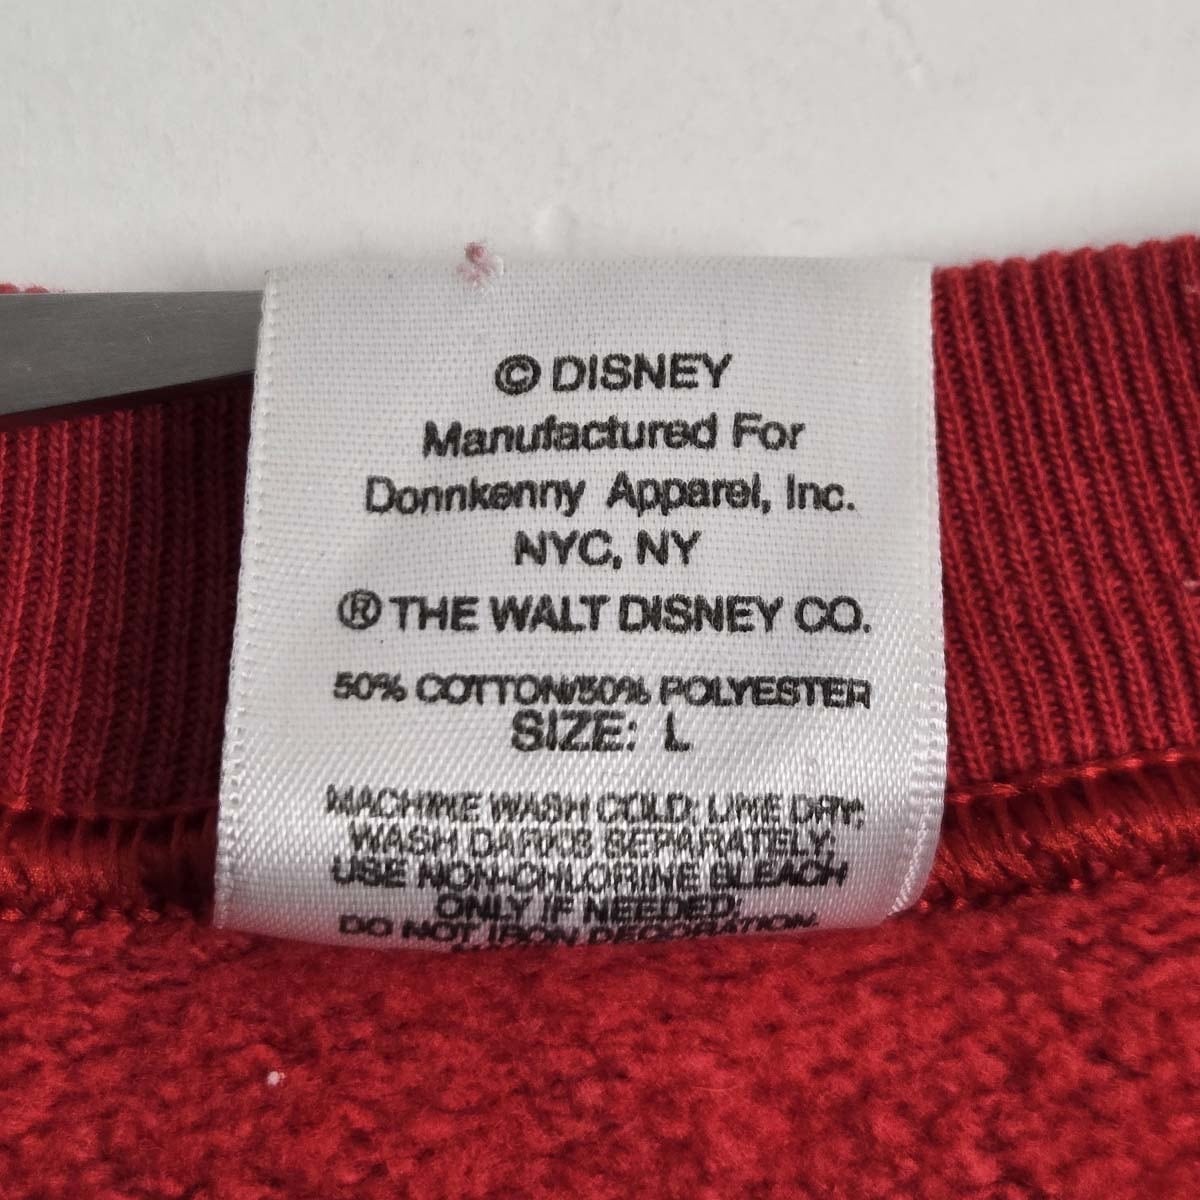 © DISNEY
Manufactured For
Donnkenny Apparel, Inc.
NYC, NY
® THE WALT DISNEY CO.
50% COTTON/50% POLYESTER
SIZE: L
MACHINE WASH COLD; LINE DRY;
WASH DARKS SEPARATELY;
USE NON-CHLORINE BLEACH
ONLY IF NEEDED;
DO NOT IRON DECORATION.